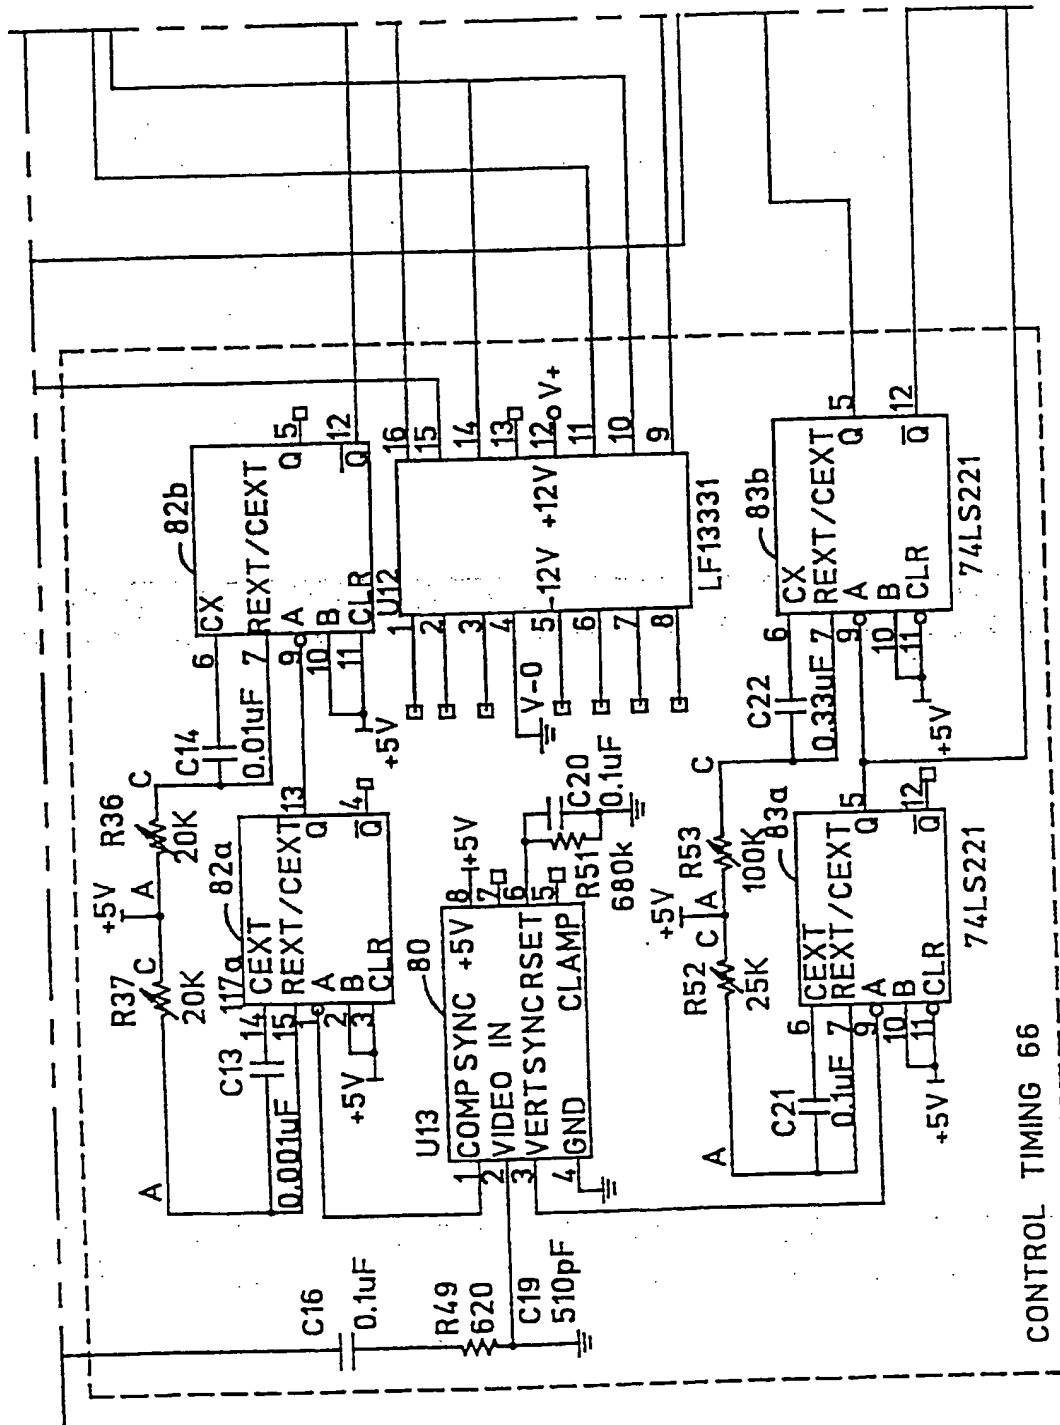 +5V
R37
20K
C
A
R36
20K
C
A
C13
0.001uF
117a
82a
14 CEXT
15 REXT/CEXT
1 A
2 B
3 CLR
+5V
Q 13
Q 4
C14
0.01uF
82b
6 CX
7 REXT/CEXT
9 A
10 B
11 CLR
+5V
Q 5
Q 12
C16
0.1uF
R49
620
C19
510pF
U13
80
1 COMP SYNC +5V 8 +5V
2 VIDEO IN 7
3 VERTSYNCRSET 6
4 GND CLAMP 5
R51
680k
C20
0.1uF
U12
1 16
2 15
3 14
4 13
V-0
5 -12V +12V 12 V+
6 11
7 10
8 9
LF13331
+5V
R52
25K
C
A
R53
100K
C
A
C21
0.1uF
83a
6 CEXT
7 REXT/CEXT
9 A
10 B
11 CLR
+5V
Q 5
Q 12
74LS221
C22
0.33uF
83b
6 CX
7 REXT/CEXT
9 A
10 B
11 CLR
+5V
Q 5
Q 12
74LS221
CONTROL TIMING 66